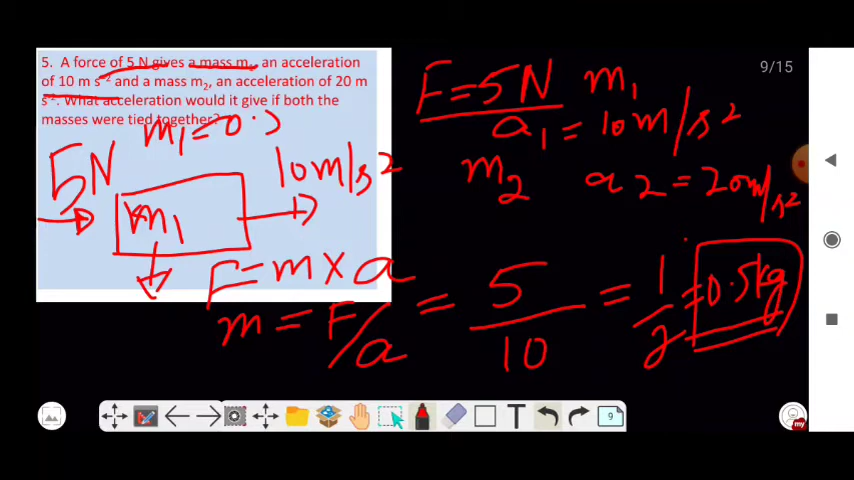 5. A force of 5 N gives a mass m₁, an acceleration
of 10 m s⁻² and a mass m₂, an acceleration of 20 m
s⁻². What acceleration would it give if both the
masses were tied together?
9/15
F=5N m₁
a₁=10m/s²
m₂ a2=20m/s²
m₁=0.
5N
10m/s²
m₁
F=m×a
m=F/a=5/10=1/2=0.5kg
T
9
my